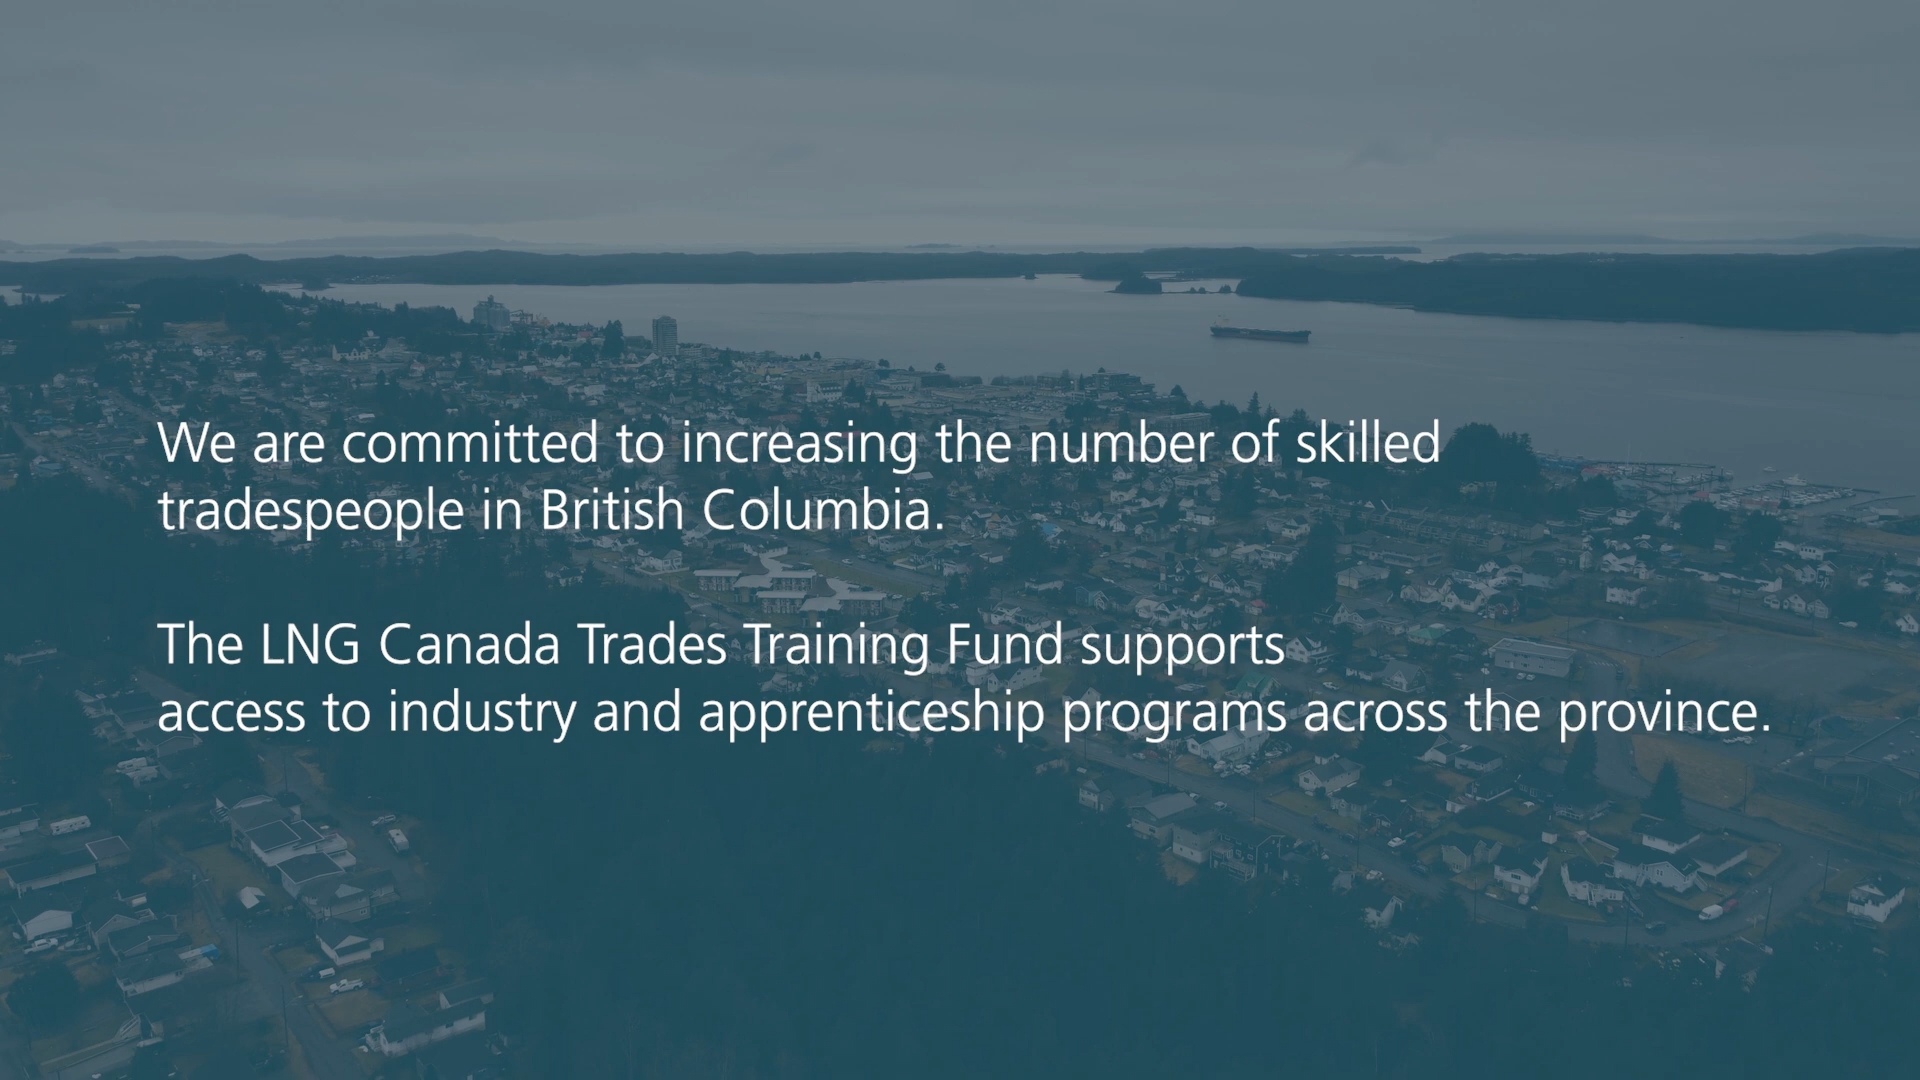 We are committed to increasing the number of skilled
tradespeople in British Columbia.
The LNG Canada Trades Training Fund supports
access to industry and apprenticeship programs across the province.